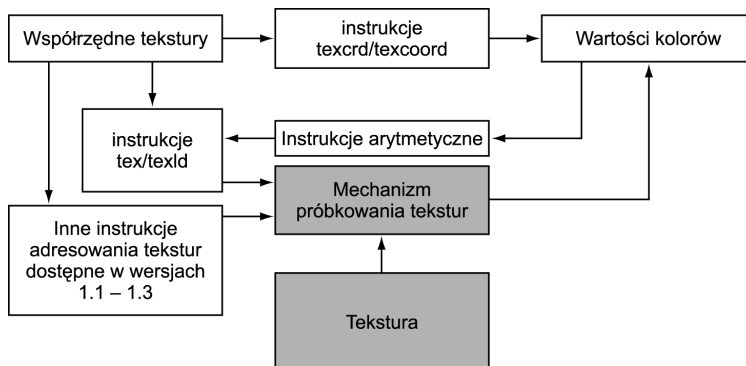 Współrzędne tekstury
instrukcje
texcrd/texcoord
Wartości kolorów
instrukcje
tex/texld
Instrukcje arytmetyczne
Mechanizm
próbkowania tekstur
Inne instrukcje
adresowania tekstur
dostępne w wersjach
1.1 – 1.3
Tekstura